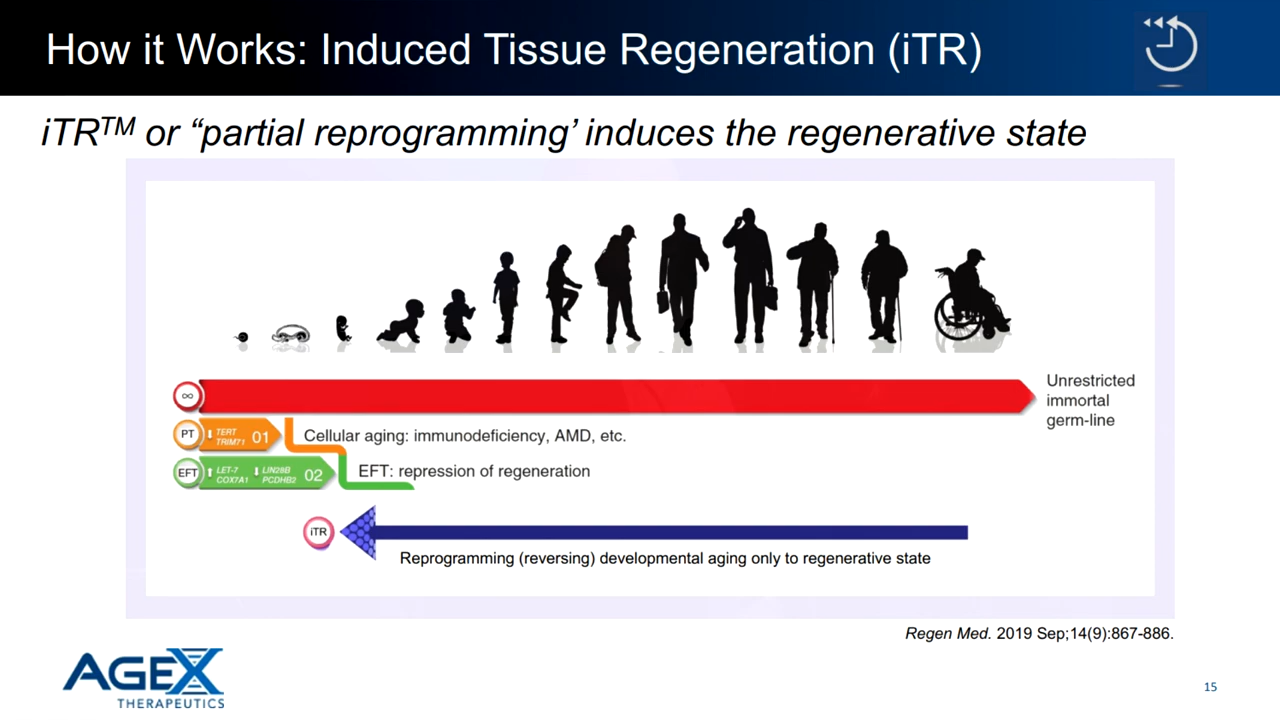 How it Works: Induced Tissue Regeneration (iTR)
iTR™ or “partial reprogramming’ induces the regenerative state
∞
Unrestricted
immortal
germ-line
PT
⬇ TERT
TRIM71
01
Cellular aging: immunodeficiency, AMD, etc.
EFT
⬆ LET-7
COX7A1
⬇ LIN28B
PCDHB2
02
EFT: repression of regeneration
iTR
Reprogramming (reversing) developmental aging only to regenerative state
Regen Med. 2019 Sep;14(9):867-886.
AGEX
THERAPEUTICS
15